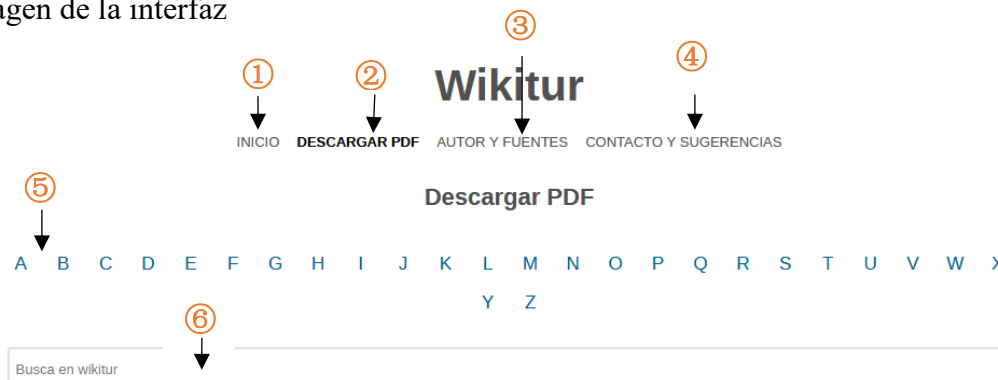 de la interfaz
③
① ② Wikitur ④
INICIO DESCARGAR PDF AUTOR Y FUENTES CONTACTO Y SUGERENCIAS
⑤ Descargar PDF
A B C D E F G H I J K L M N O P Q R S T U V W X
Y Z
⑥
Busca en wikitur